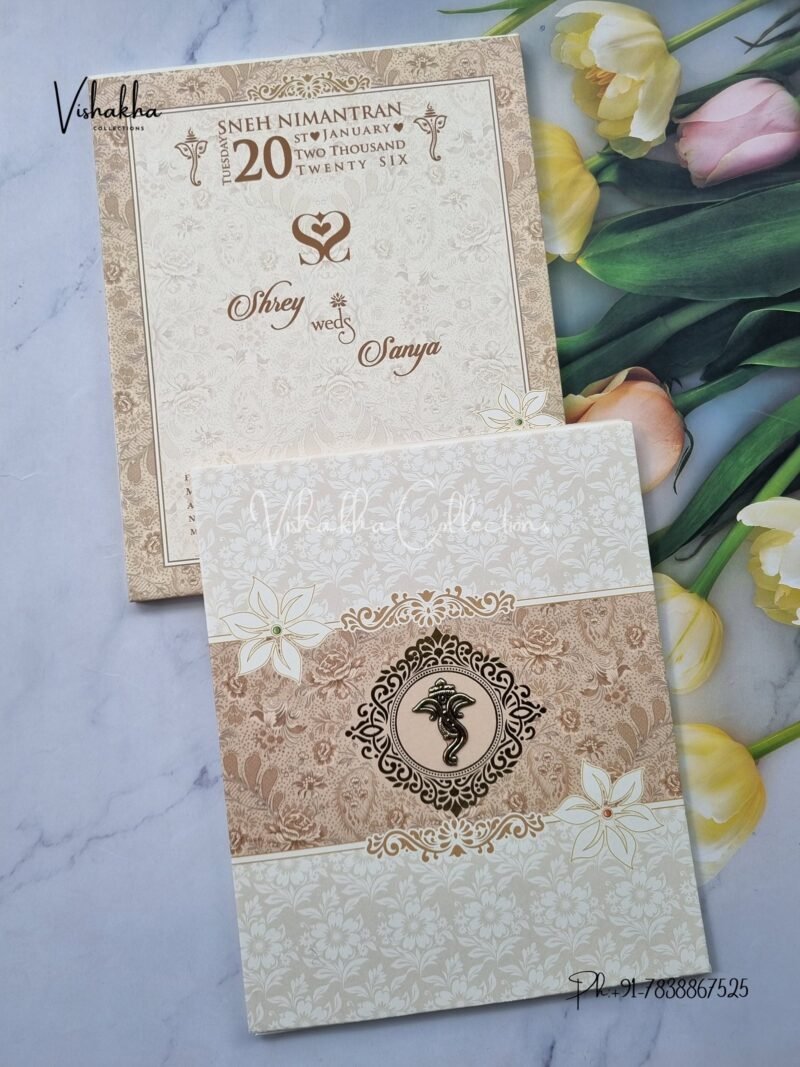 Vishakha
COLLECTIONS
SNEH NIMANTRAN
TUESDAY
20
ST♥JANUARY♥
TWO THOUSAND
TWENTY SIX
SS
Shrey
weds
Sanya
F
M
A
N
M
Vishakha Collections
Ph:+91-7838867525